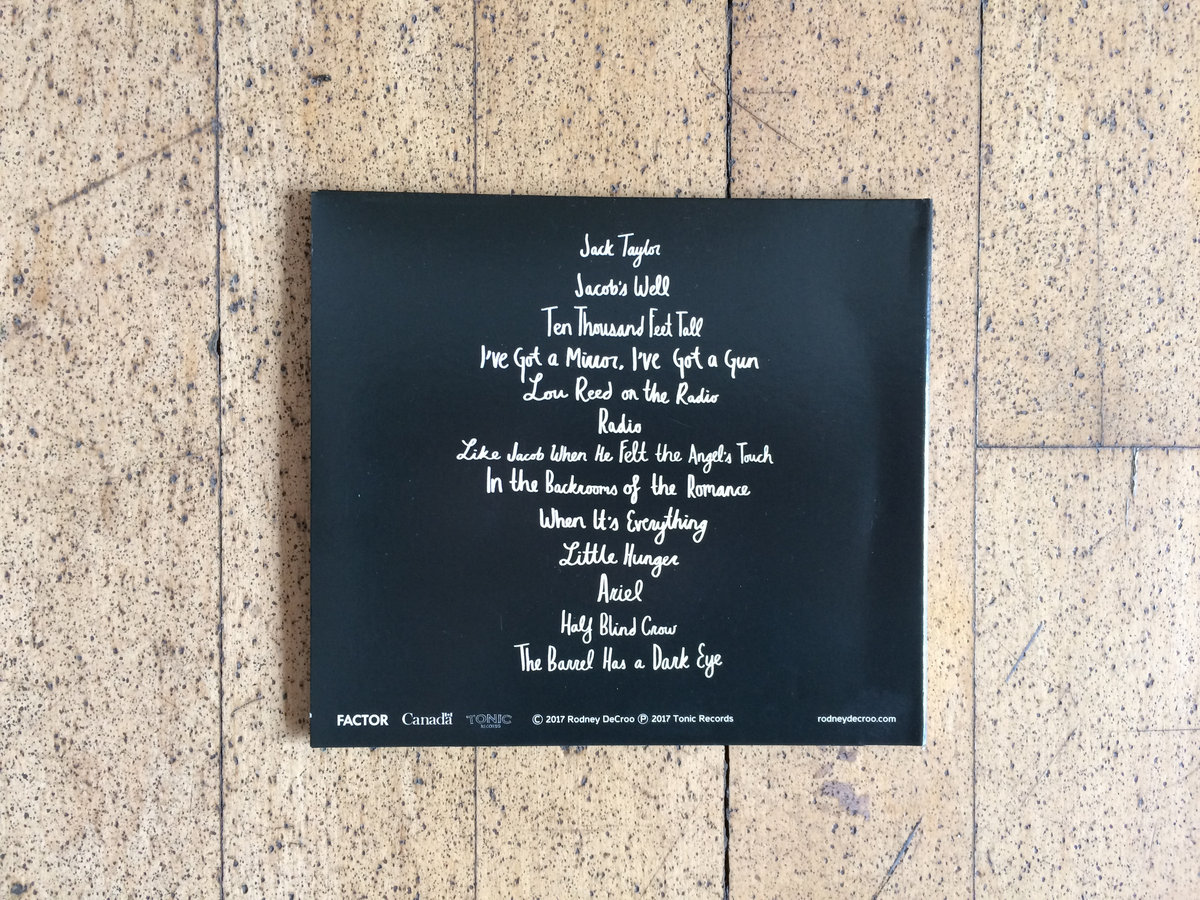 Jack Taylor
Jacob's Well
Ten Thousand Feet Tall
I've Got a Mirror, I've Got a Gun
Lou Reed on the Radio
Radio
Like Jacob When He Felt the Angel's Touch
In the Backrooms of the Romance
When It's Everything
Little Hunger
Ariel
Half Blind Crow
The Barrel Has a Dark Eye
FACTOR Canada TONIC RECORDS © 2017 Rodney DeCroo ℗ 2017 Tonic Records rodneydecroo.com